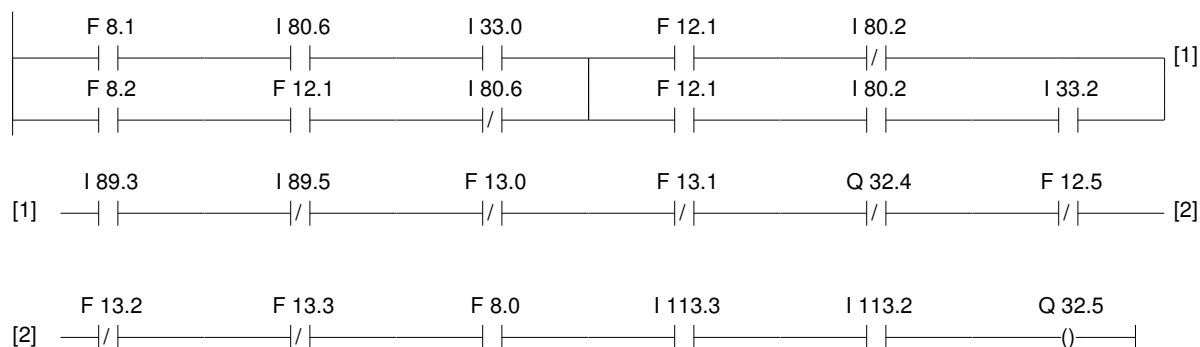 F 8.1 I 80.6 I 33.0 F 12.1 I 80.2
/ [1]
F 8.2 F 12.1 I 80.6 F 12.1 I 80.2 I 33.2
/
I 89.3 I 89.5 F 13.0 F 13.1 Q 32.4 F 12.5
[1] / / / / / [2]
F 13.2 F 13.3 F 8.0 I 113.3 I 113.2 Q 32.5
[2] / / ()